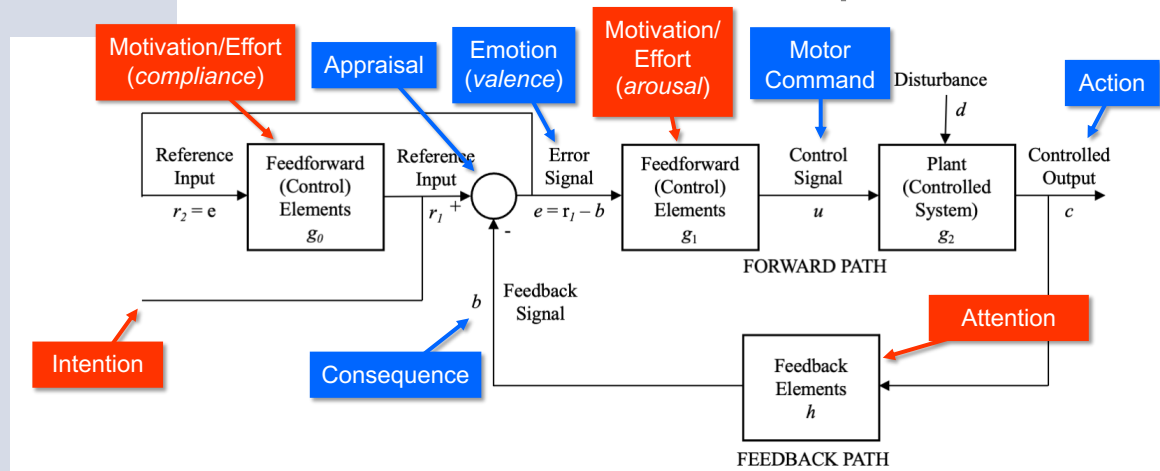 Motivation/Effort
(compliance)
Appraisal
Emotion
(valence)
Motivation/
Effort
(arousal)
Motor
Command
Disturbance
d
Action
Reference
Input
r2 = e
Feedforward
(Control)
Elements
g0
Reference
Input
r1
+
-
Error
Signal
e = r1 – b
Feedforward
(Control)
Elements
g1
Control
Signal
u
Plant
(Controlled
System)
g2
Controlled
Output
c
FORWARD PATH
b
Feedback
Signal
Intention
Consequence
Attention
Feedback
Elements
h
FEEDBACK PATH